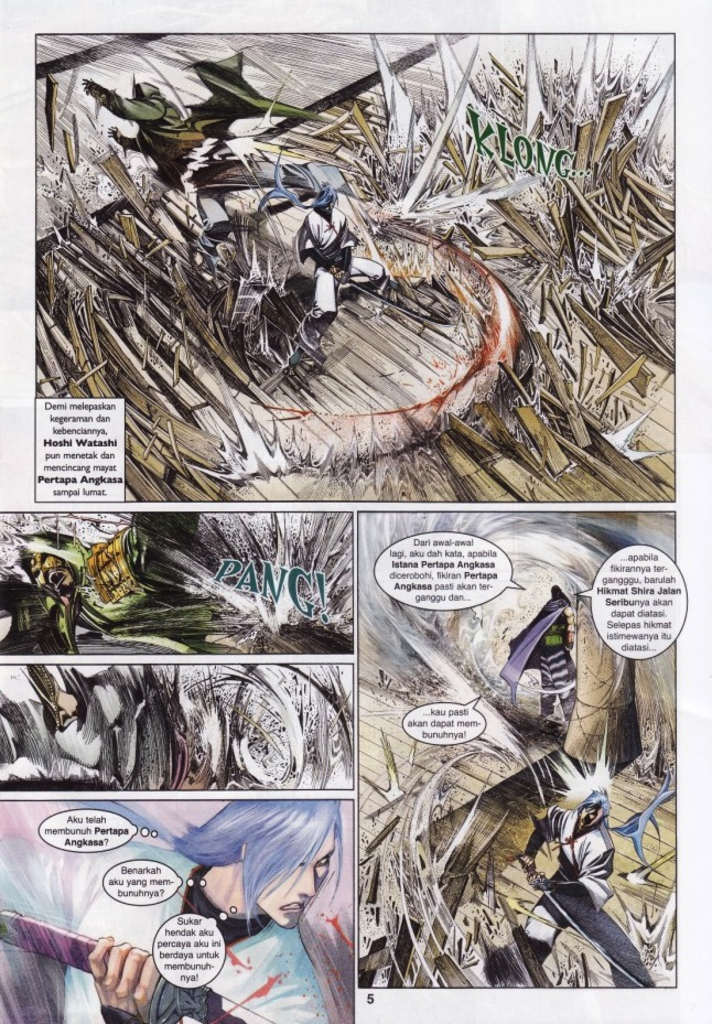 KLONG...
Demi melepaskan
kegeraman dan
kebenciannya,
Hoshi Watashi
pun menetak dan
mencincang mayat
Pertapa Angkasa
sampai lumat.
PANG!
Dari awal-awal
lagi, aku dah kata, apabila
Istana Pertapa Angkasa
dicerobohi, fikiran Pertapa
Angkasa pasti akan ter-
ganggu dan...
...apabila
fikirannya ter-
gangggu, barulah
Hikmat Shira Jalan
Seribunya akan
dapat diatasi.
Selepas hikmat
istimewanya itu
diatasi...
...kau pasti
akan dapat mem-
bunuhnya!
Aku telah
membunuh Pertapa
Angkasa?
Benarkah
aku yang mem-
bunuhnya?
Sukar
hendak aku
percaya aku ini
berdaya untuk
membunuh-
nya!
5